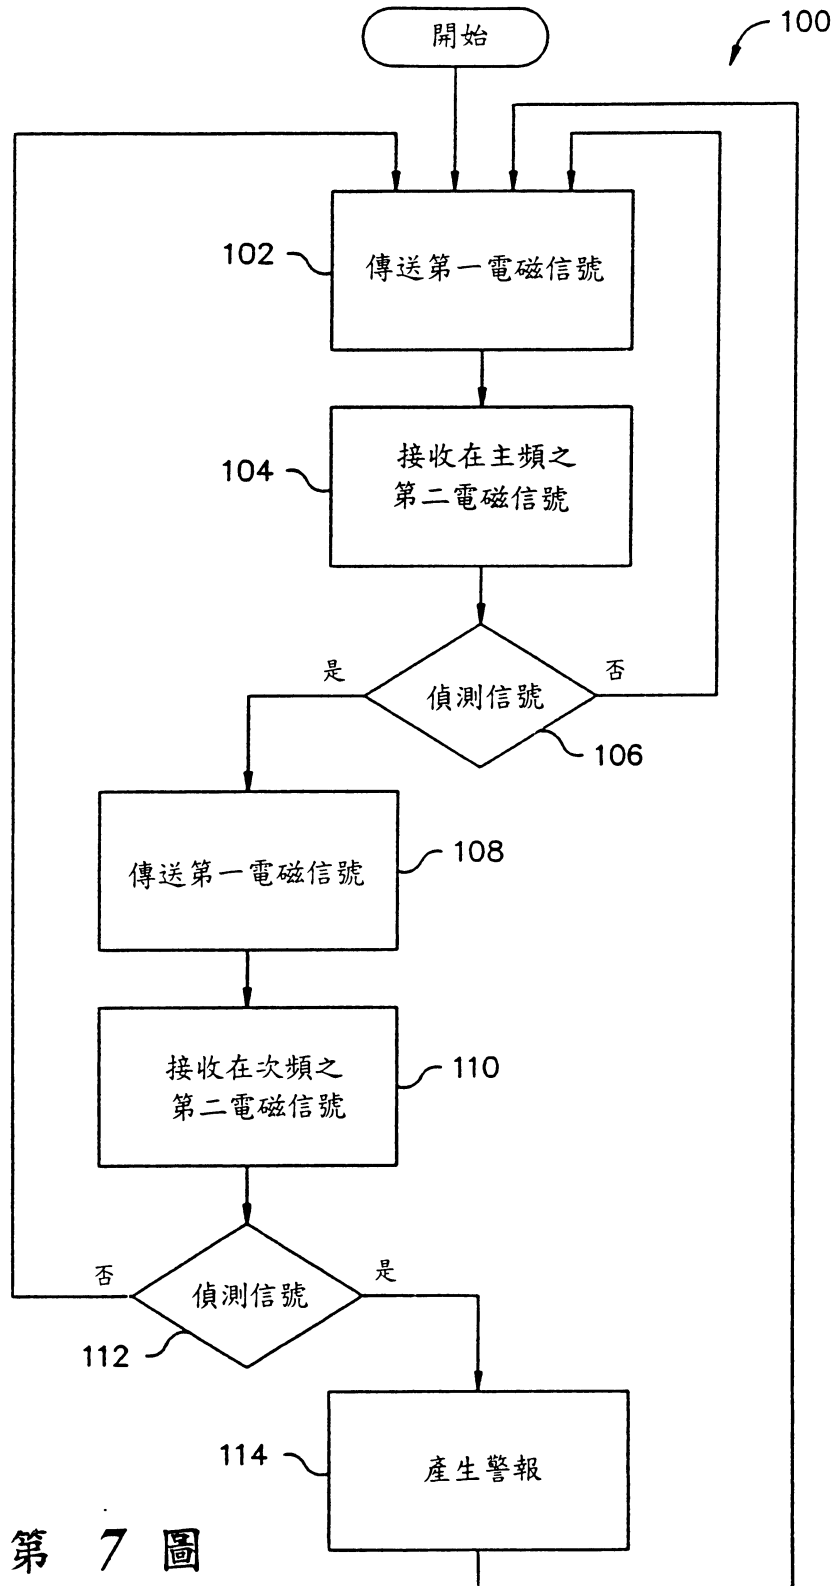 開始
100
102
傳送第一電磁信號
104
接收在主頻之
第二電磁信號
是
否
偵測信號
106
傳送第一電磁信號
108
接收在次頻之
第二電磁信號
110
否
是
偵測信號
112
114
產生警報
第 7 圖